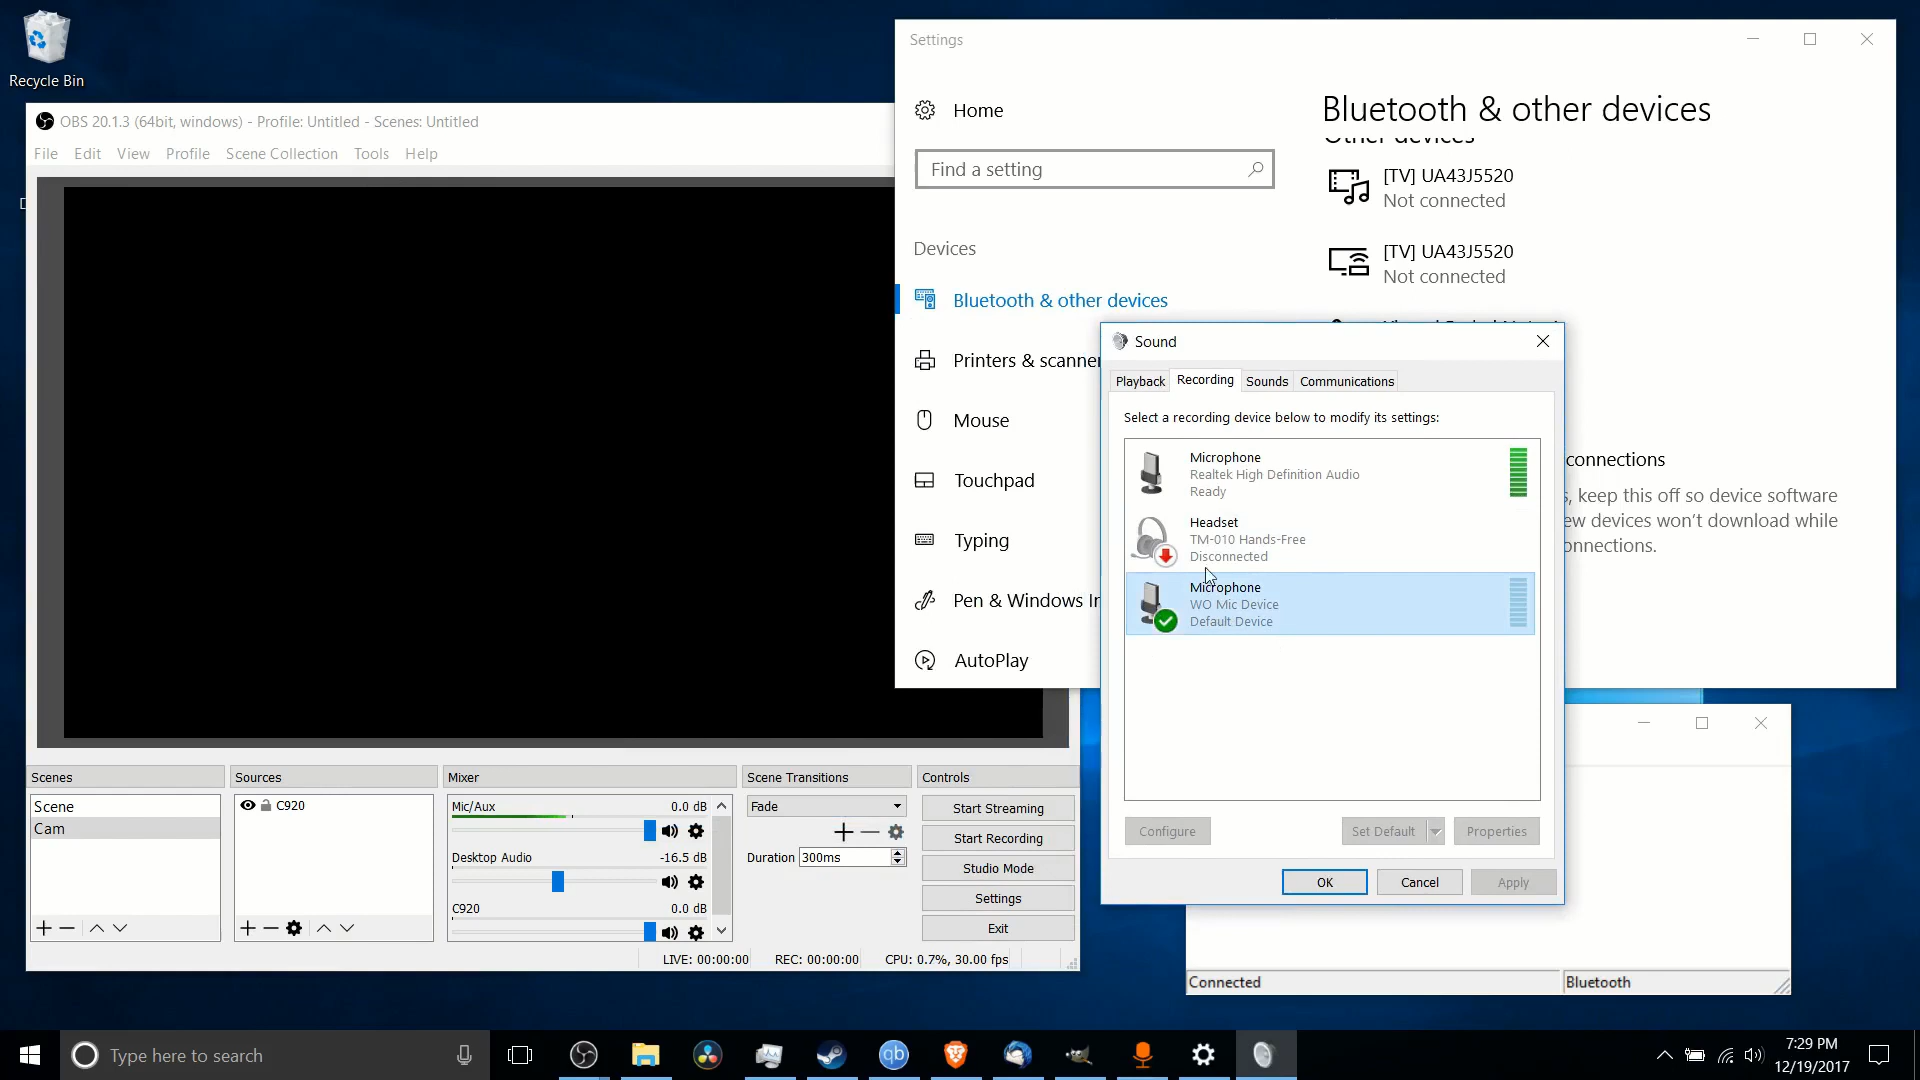 Recycle Bin
OBS 20.1.3 (64bit, windows) - Profile: Untitled - Scenes: Untitled
File Edit View Profile Scene Collection Tools Help
Scenes
Scene
Cam
Sources
C920
Mixer
Mic/Aux 0.0 dB
Desktop Audio -16.5 dB
C920 0.0 dB
Scene Transitions
Fade
Duration 300ms
Controls
Start Streaming
Start Recording
Studio Mode
Settings
Exit
LIVE: 00:00:00 REC: 00:00:00 CPU: 0.7%, 30.00 fps
Settings
Home
Find a setting
Devices
Bluetooth & other devices
Printers & scanner
Mouse
Touchpad
Typing
Pen & Windows In
AutoPlay
Bluetooth & other devices
Other devices
[TV] UA43J5520
Not connected
[TV] UA43J5520
Not connected
connections
, keep this off so device software
ew devices won't download while
onnections.
Sound
Playback Recording Sounds Communications
Select a recording device below to modify its settings:
Microphone
Realtek High Definition Audio
Ready
Headset
TM-010 Hands-Free
Disconnected
Microphone
WO Mic Device
Default Device
Configure Set Default Properties
OK Cancel Apply
Connected Bluetooth
Type here to search
qb
7:29 PM
12/19/2017